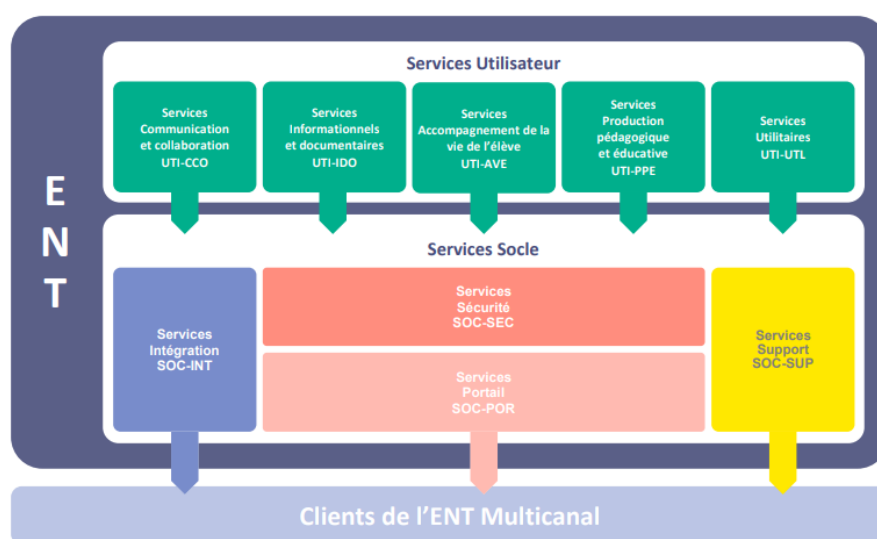 E
N
T
Services Utilisateur
Services
Communication
et collaboration
UTI-CCO
Services
Informationnels
et documentaires
UTI-IDO
Services
Accompagnement de la
vie de l’élève
UTI-AVE
Services
Production
pédagogique
et éducative
UTI-PPE
Services
Utilitaires
UTI-UTL
Services Socle
Services
Intégration
SOC-INT
Services
Sécurité
SOC-SEC
Services
Portail
SOC-POR
Services
Support
SOC-SUP
Clients de l’ENT Multicanal